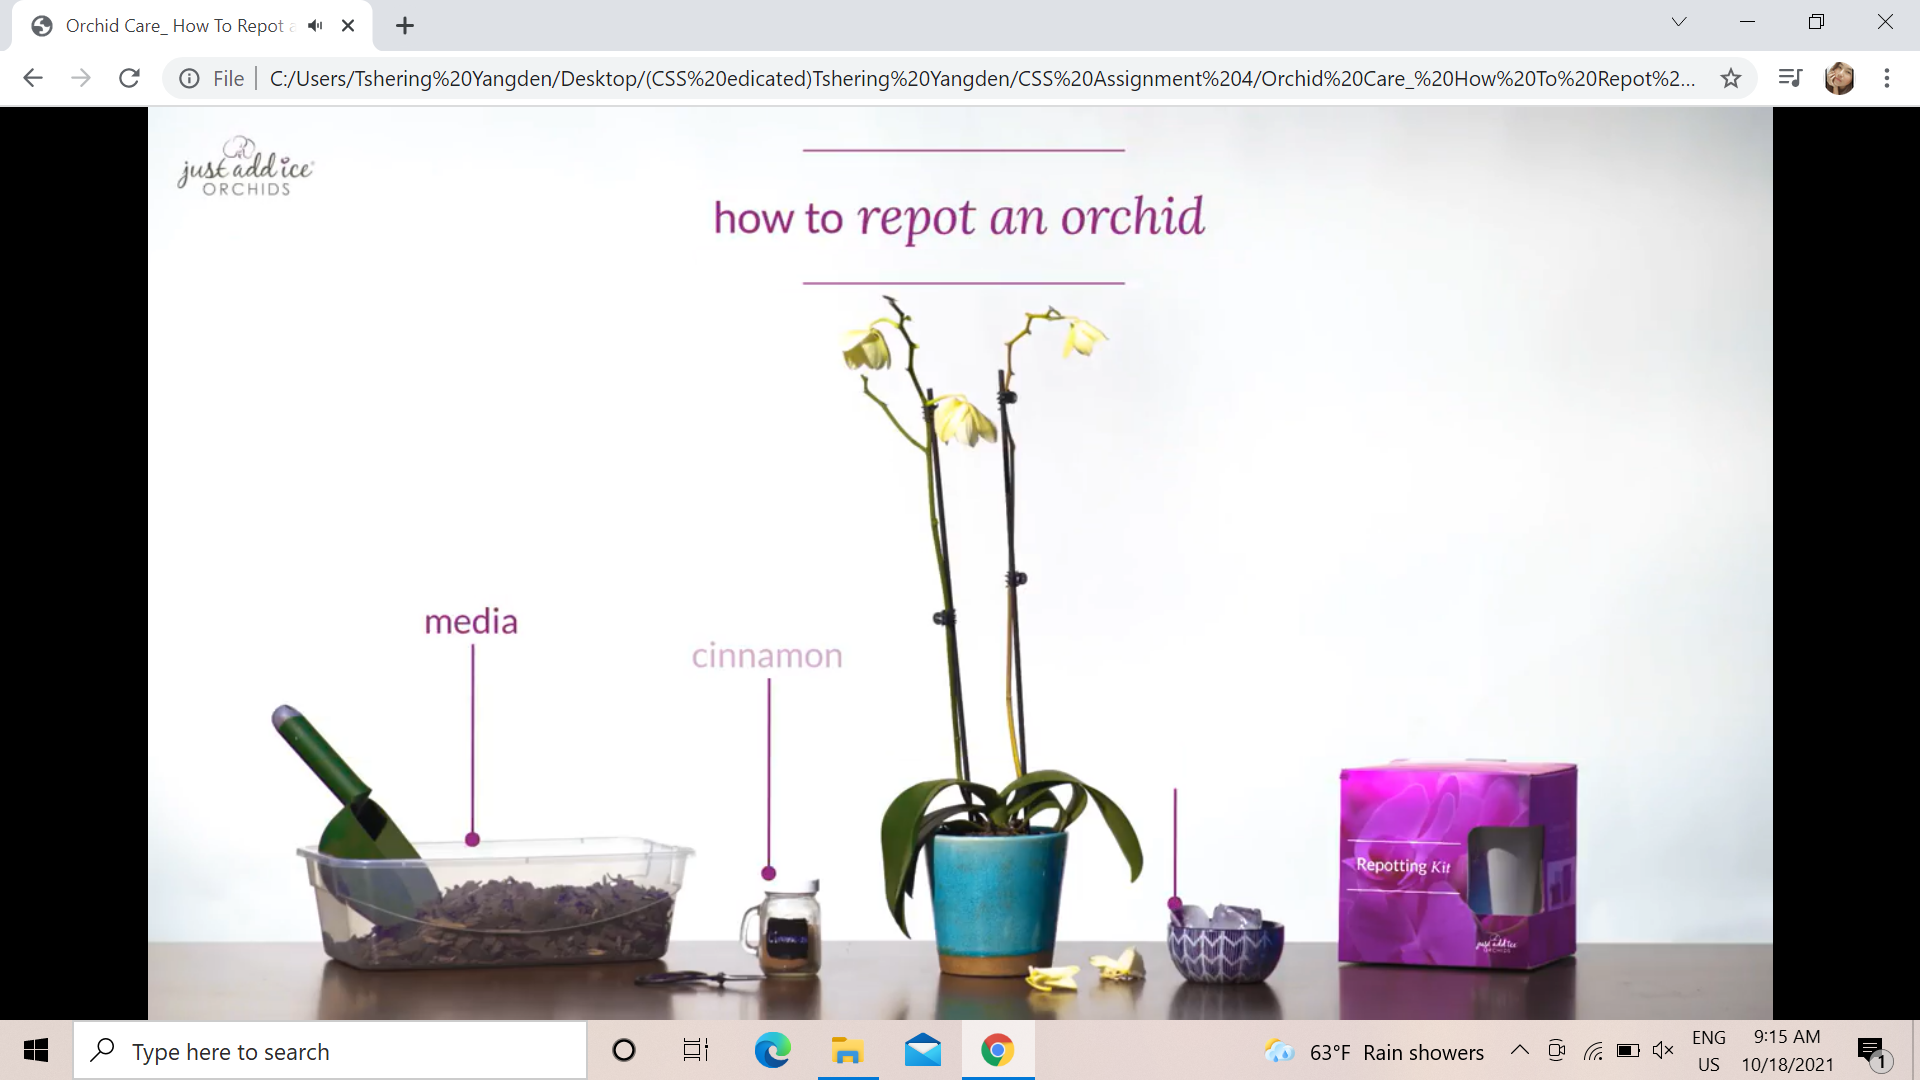 Orchid Care_ How To Repot a
File
C:/Users/Tshering%20Yangden/Desktop/(CSS%20edicated)Tshering%20Yangden/CSS%20Assignment%204/Orchid%20Care_%20How%20To%20Repot%2...
just add ice®
ORCHIDS
how to repot an orchid
media
cinnamon
Repotting Kit
just add ice
ORCHIDS
Type here to search
63°F Rain showers
ENG
US
9:15 AM
10/18/2021
1